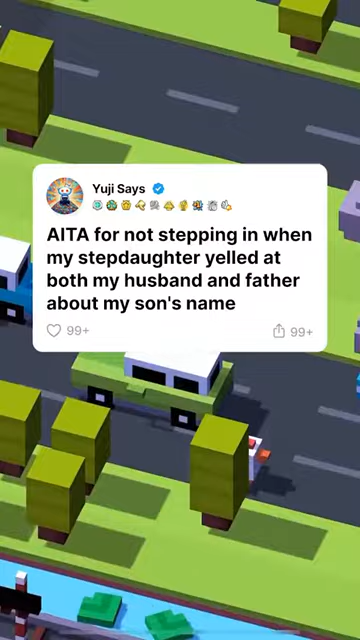 Yuji Says
AITA for not stepping in when
my stepdaughter yelled at
both my husband and father
about my son's name
99+
99+